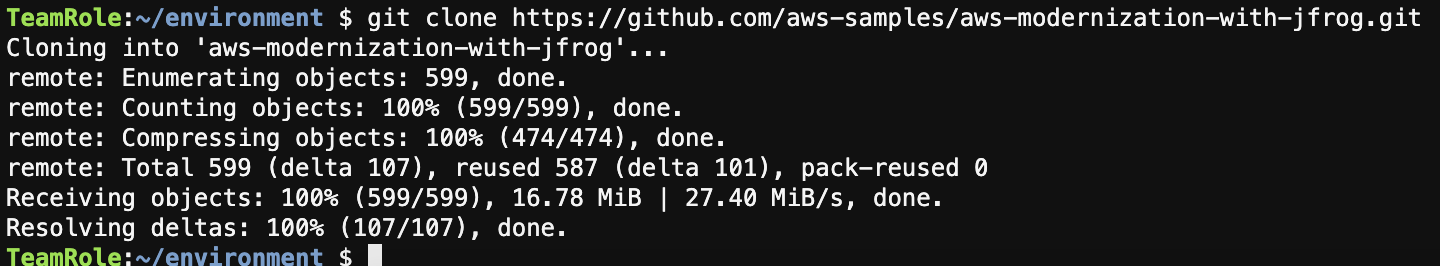 TeamRole:~/environment $ git clone https://github.com/aws-samples/aws-modernization-with-jfrog.git
Cloning into 'aws-modernization-with-jfrog'...
remote: Enumerating objects: 599, done.
remote: Counting objects: 100% (599/599), done.
remote: Compressing objects: 100% (474/474), done.
remote: Total 599 (delta 107), reused 587 (delta 101), pack-reused 0
Receiving objects: 100% (599/599), 16.78 MiB | 27.40 MiB/s, done.
Resolving deltas: 100% (107/107), done.
TeamRole:~/environment $